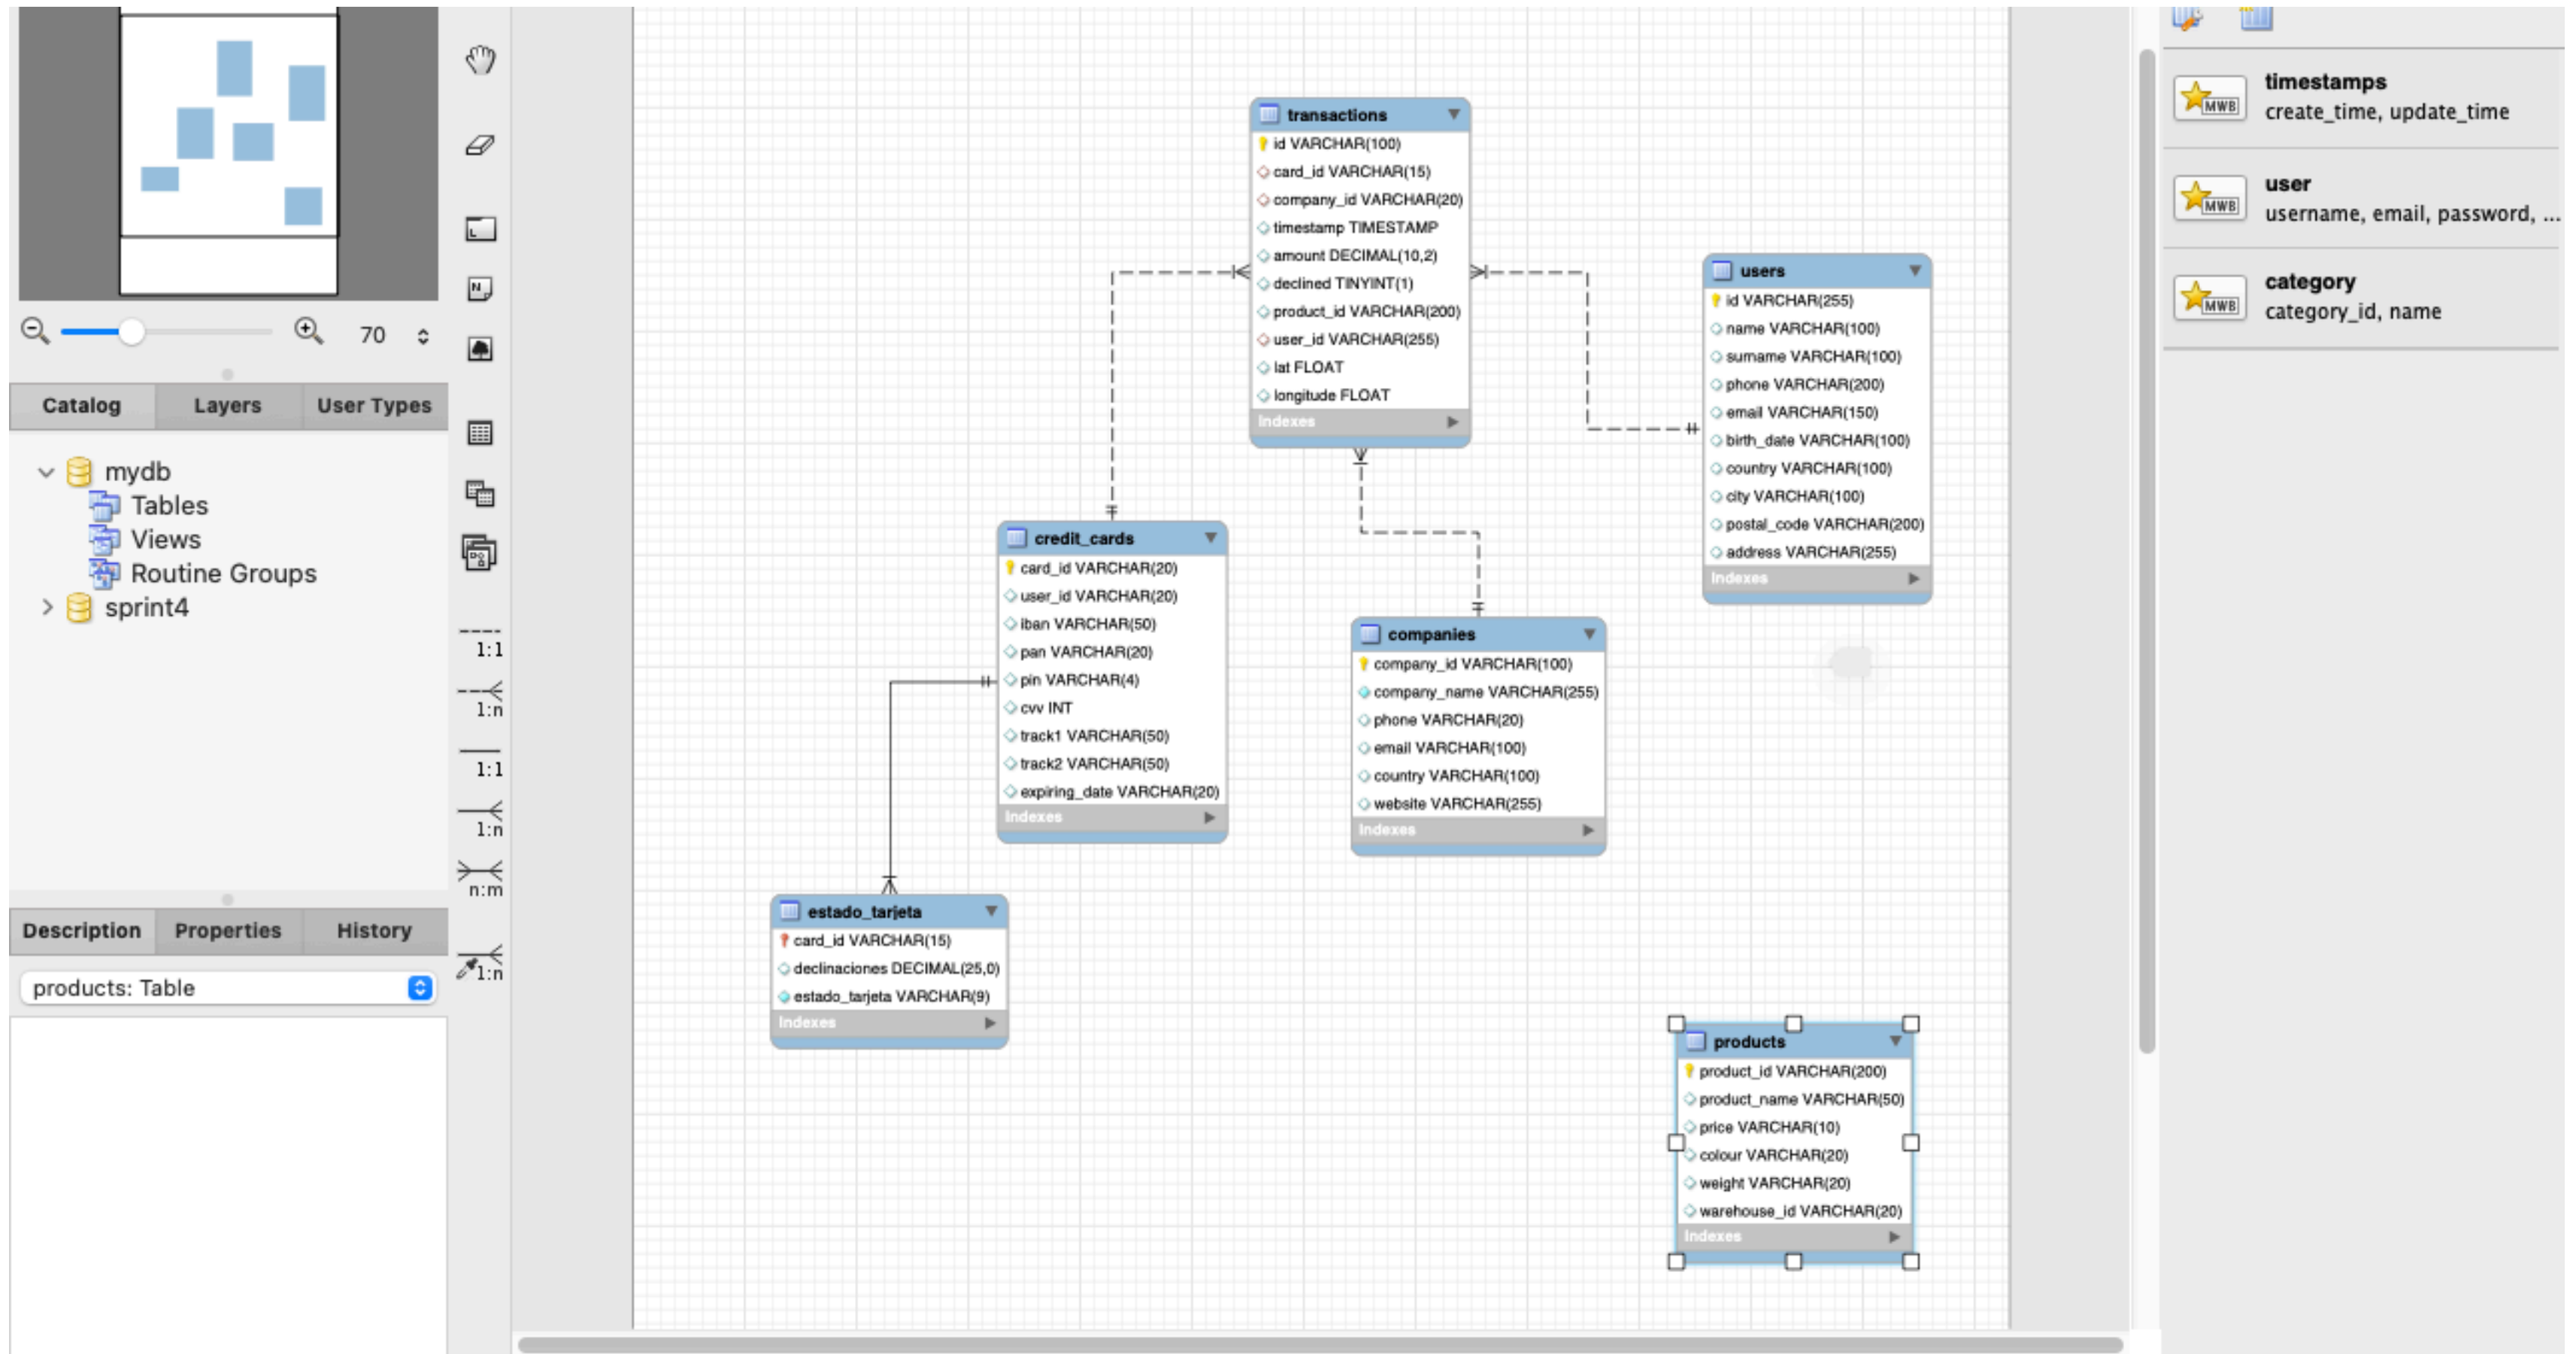 70
Catalog
Layers
User Types
mydb
Tables
Views
Routine Groups
sprint4
Description
Properties
History
products: Table
N
L
1:1
1:n
1:1
1:n
n:m
1:n
transactions
id VARCHAR(100)
card_id VARCHAR(15)
company_id VARCHAR(20)
timestamp TIMESTAMP
amount DECIMAL(10,2)
declined TINYINT(1)
product_id VARCHAR(200)
user_id VARCHAR(255)
lat FLOAT
longitude FLOAT
Indexes
users
id VARCHAR(255)
name VARCHAR(100)
surname VARCHAR(100)
phone VARCHAR(200)
email VARCHAR(150)
birth_date VARCHAR(100)
country VARCHAR(100)
city VARCHAR(100)
postal_code VARCHAR(200)
address VARCHAR(255)
Indexes
credit_cards
card_id VARCHAR(20)
user_id VARCHAR(20)
iban VARCHAR(50)
pan VARCHAR(20)
pin VARCHAR(4)
cvv INT
track1 VARCHAR(50)
track2 VARCHAR(50)
expiring_date VARCHAR(20)
Indexes
companies
company_id VARCHAR(100)
company_name VARCHAR(255)
phone VARCHAR(20)
email VARCHAR(100)
country VARCHAR(100)
website VARCHAR(255)
Indexes
estado_tarjeta
card_id VARCHAR(15)
declinaciones DECIMAL(25,0)
estado_tarjeta VARCHAR(9)
Indexes
products
product_id VARCHAR(200)
product_name VARCHAR(50)
price VARCHAR(10)
colour VARCHAR(20)
weight VARCHAR(20)
warehouse_id VARCHAR(20)
Indexes
MWB
timestamps
create_time, update_time
MWB
user
username, email, password, ...
MWB
category
category_id, name